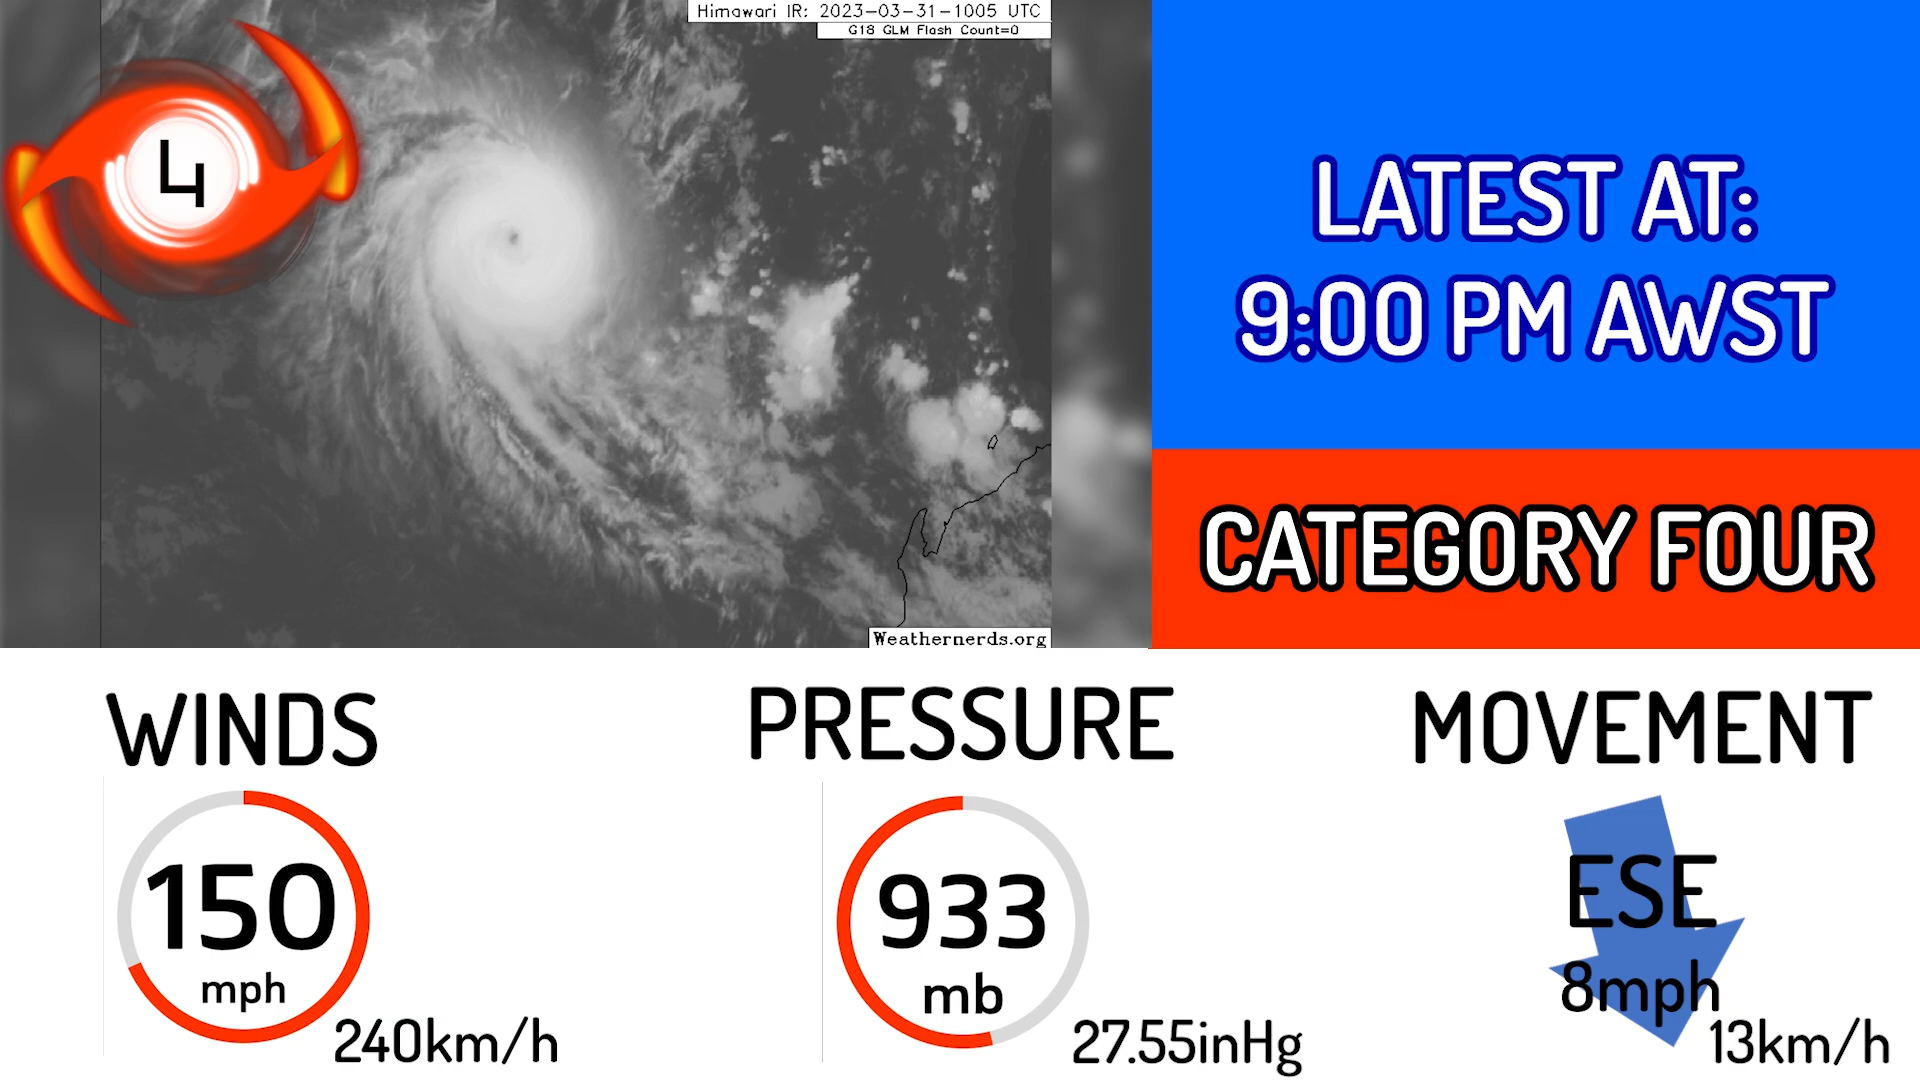 Himawari IR: 2023-03-31-1005 UTC
G18 GLM Flash Count=0
4
LATEST AT:
9:00 PM AWST
CATEGORY FOUR
Weathernerds.org
WINDS
150
mph
240km/h
PRESSURE
933
mb
27.55inHg
MOVEMENT
ESE
8mph
13km/h